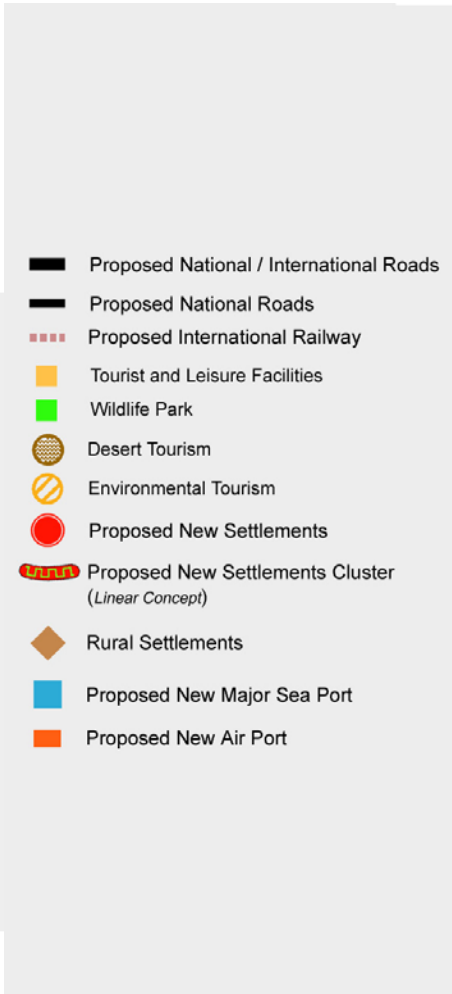 Proposed National / International Roads
Proposed National Roads
Proposed International Railway
Tourist and Leisure Facilities
Wildlife Park
Desert Tourism
Environmental Tourism
Proposed New Settlements
Proposed New Settlements Cluster
(Linear Concept)
Rural Settlements
Proposed New Major Sea Port
Proposed New Air Port